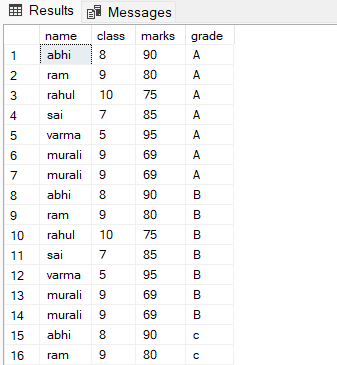 Results Messages
name class marks grade
1 abhi 8 90 A
2 ram 9 80 A
3 rahul 10 75 A
4 sai 7 85 A
5 varma 5 95 A
6 murali 9 69 A
7 murali 9 69 A
8 abhi 8 90 B
9 ram 9 80 B
10 rahul 10 75 B
11 sai 7 85 B
12 varma 5 95 B
13 murali 9 69 B
14 murali 9 69 B
15 abhi 8 90 c
16 ram 9 80 c